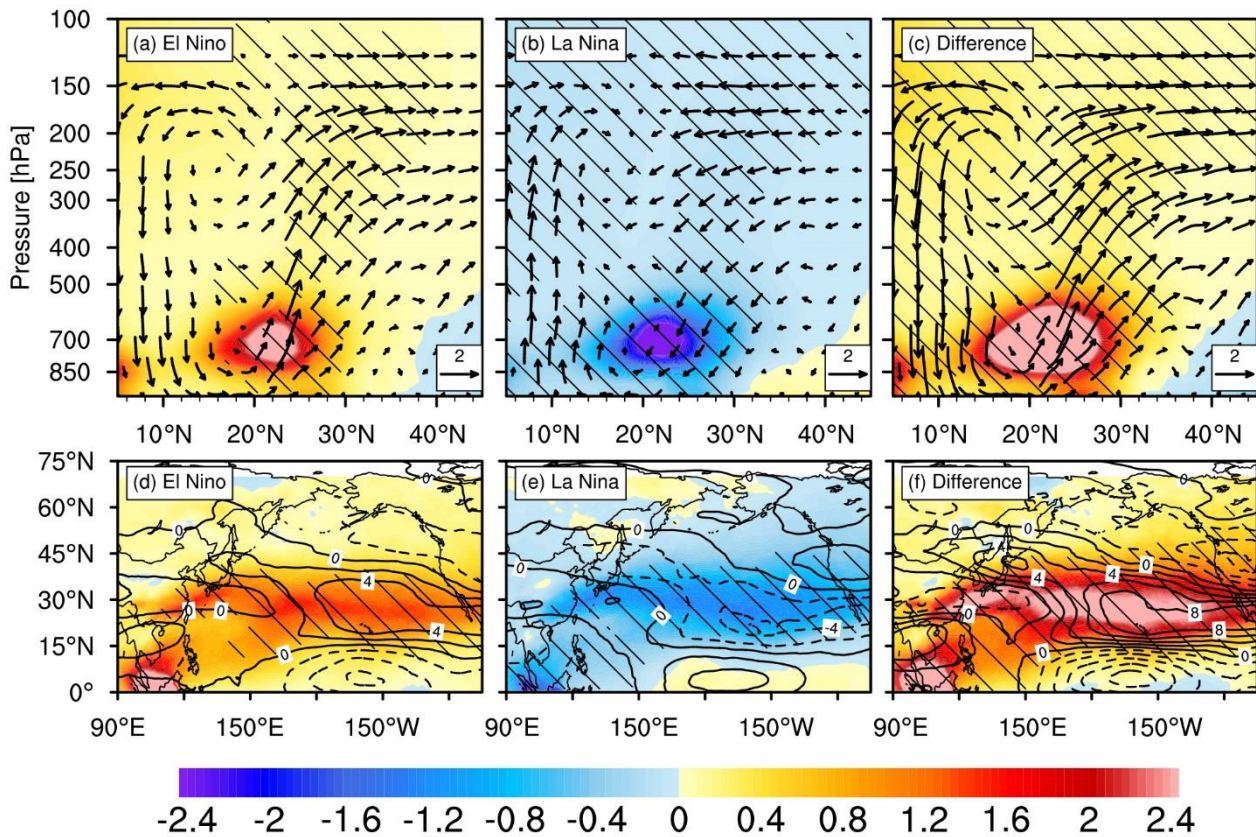 (a) El Nino
(b) La Nina
(c) Difference
Pressure [hPa]
100
150
200
250
300
400
500
700
850
2
2
2
10°N 20°N 30°N 40°N
10°N 20°N 30°N 40°N
10°N 20°N 30°N 40°N
(d) El Nino
(e) La Nina
(f) Difference
75°N
60°N
45°N
30°N
15°N
0°
0 0 4 0 0 4 0
0 0 0 0 -4
0 0 4 4 0 0 8 8 0 0
90°E 150°E 150°W
90°E 150°E 150°W
90°E 150°E 150°W
-2.4 -2 -1.6 -1.2 -0.8 -0.4 0 0.4 0.8 1.2 1.6 2 2.4